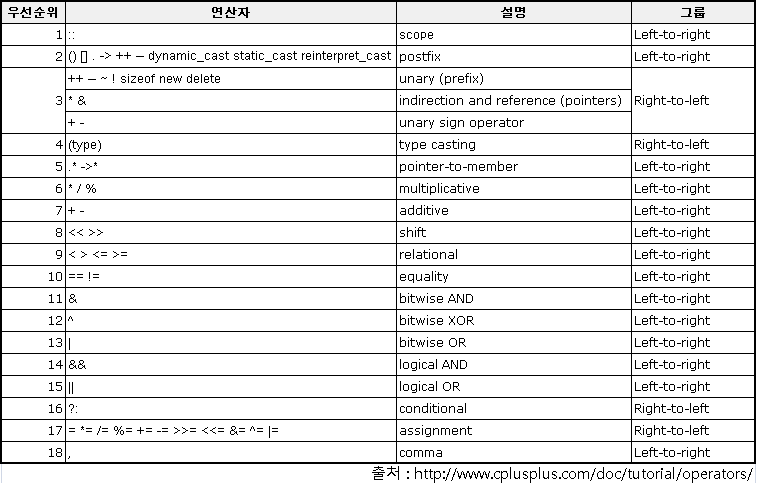 우선순위 연산자 설명 그룹
1 :: scope Left-to-right
2 () [] . -> ++ – dynamic_cast static_cast reinterpret_cast postfix Left-to-right
3 ++ – ~ ! sizeof new delete unary (prefix) Right-to-left
* & indirection and reference (pointers)
+ - unary sign operator
4 (type) type casting Right-to-left
5 .* ->* pointer-to-member Left-to-right
6 * / % multiplicative Left-to-right
7 + - additive Left-to-right
8 << >> shift Left-to-right
9 < > <= >= relational Left-to-right
10 == != equality Left-to-right
11 & bitwise AND Left-to-right
12 ^ bitwise XOR Left-to-right
13 | bitwise OR Left-to-right
14 && logical AND Left-to-right
15 || logical OR Left-to-right
16 ?: conditional Right-to-left
17 = *= /= %= += -= >>= <<= &= ^= |= assignment Right-to-left
18 , comma Left-to-right
출처 : http://www.cplusplus.com/doc/tutorial/operators/